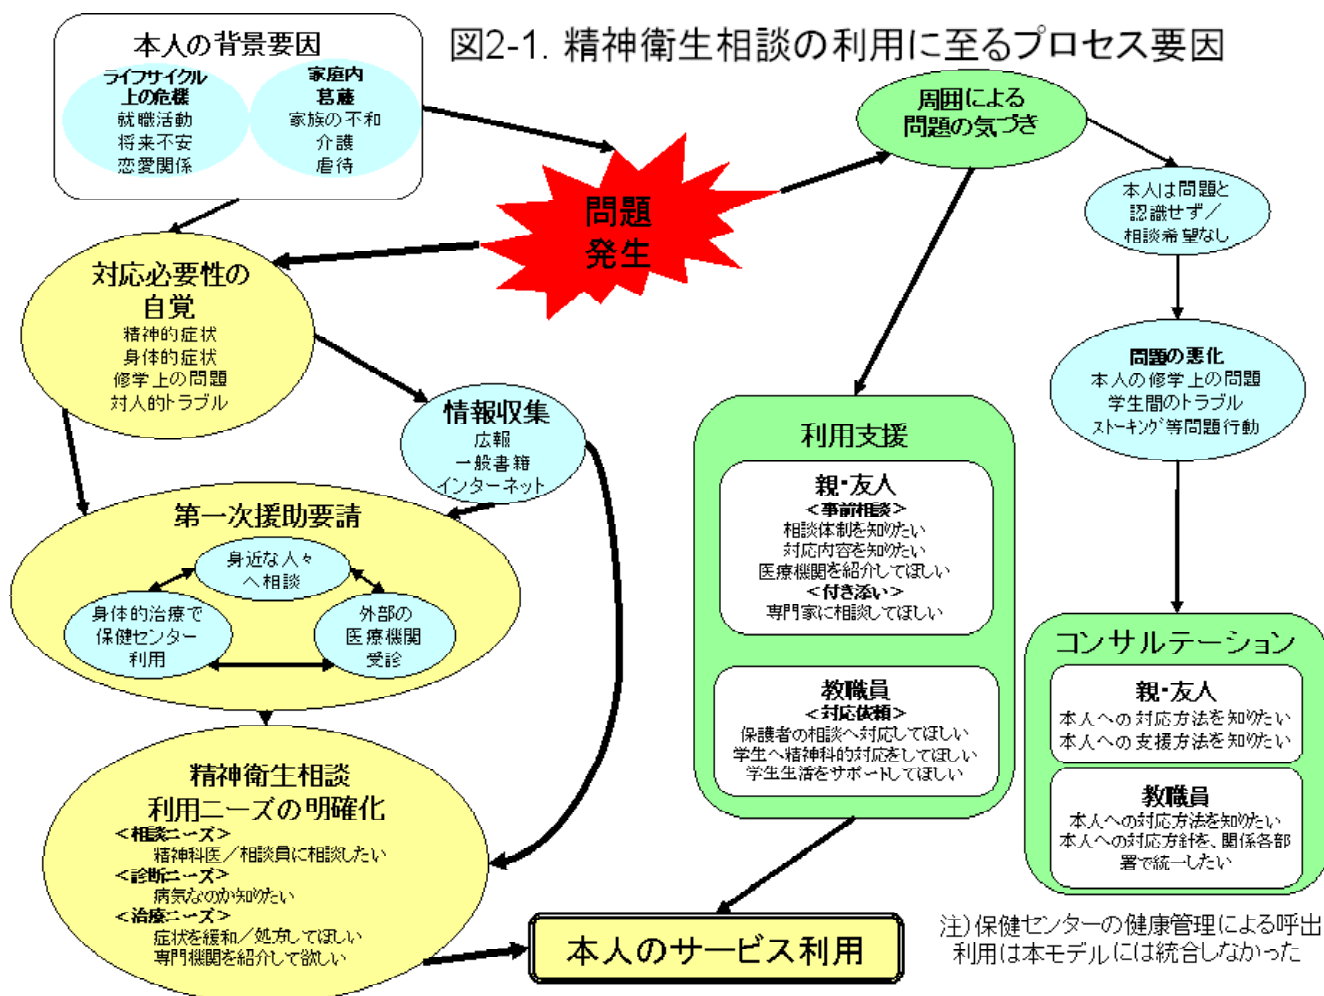 図2-1. 精神衛生相談の利用に至るプロセス要因
本人の背景要因
ライフサイクル
上の危機
就職活動
将来不安
恋愛関係
家庭内
葛藤
家族の不和
介護
虐待
問題
発生
周囲による
問題の気づき
本人は問題と
認識せず／
相談希望なし
対応必要性の
自覚
精神的症状
身体的症状
修学上の問題
対人的トラブル
情報収集
広報
一般書籍
インターネット
問題の悪化
本人の修学上の問題
学生間のトラブル
ストーキング等問題行動
第一次援助要請
身近な人々
へ相談
身体的治療で
保健センター
利用
外部の
医療機関
受診
利用支援
親・友人
＜事前相談＞
相談体制を知りたい
対応内容を知りたい
医療機関を紹介してほしい
＜付き添い＞
専門家に相談してほしい
教職員
＜対応依頼＞
保護者の相談へ対応してほしい
学生へ精神科的対応をしてほしい
学生生活をサポートしてほしい
コンサルテーション
親・友人
本人への対応方法を知りたい
本人への支援方法を知りたい
教職員
本人への対応方法を知りたい
本人への対応方針を、関係各部
署で統一したい
精神衛生相談
利用ニーズの明確化
＜相談ニーズ＞
精神科医／相談員に相談したい
＜診断ニーズ＞
病気なのか知りたい
＜治療ニーズ＞
症状を緩和／処方してほしい
専門機関を紹介して欲しい
本人のサービス利用
注）保健センターの健康管理による呼出
利用は本モデルには統合しなかった